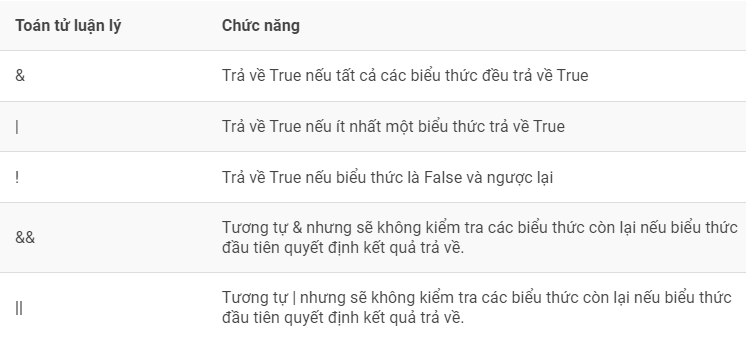 Toán tử luận lý Chức năng
& Trả về True nếu tất cả các biểu thức đều trả về True
| Trả về True nếu ít nhất một biểu thức trả về True
! Trả về True nếu biểu thức là False và ngược lại
&& Tương tự & nhưng sẽ không kiểm tra các biểu thức còn lại nếu biểu thức
đầu tiên quyết định kết quả trả về.
|| Tương tự | nhưng sẽ không kiểm tra các biểu thức còn lại nếu biểu thức
đầu tiên quyết định kết quả trả về.